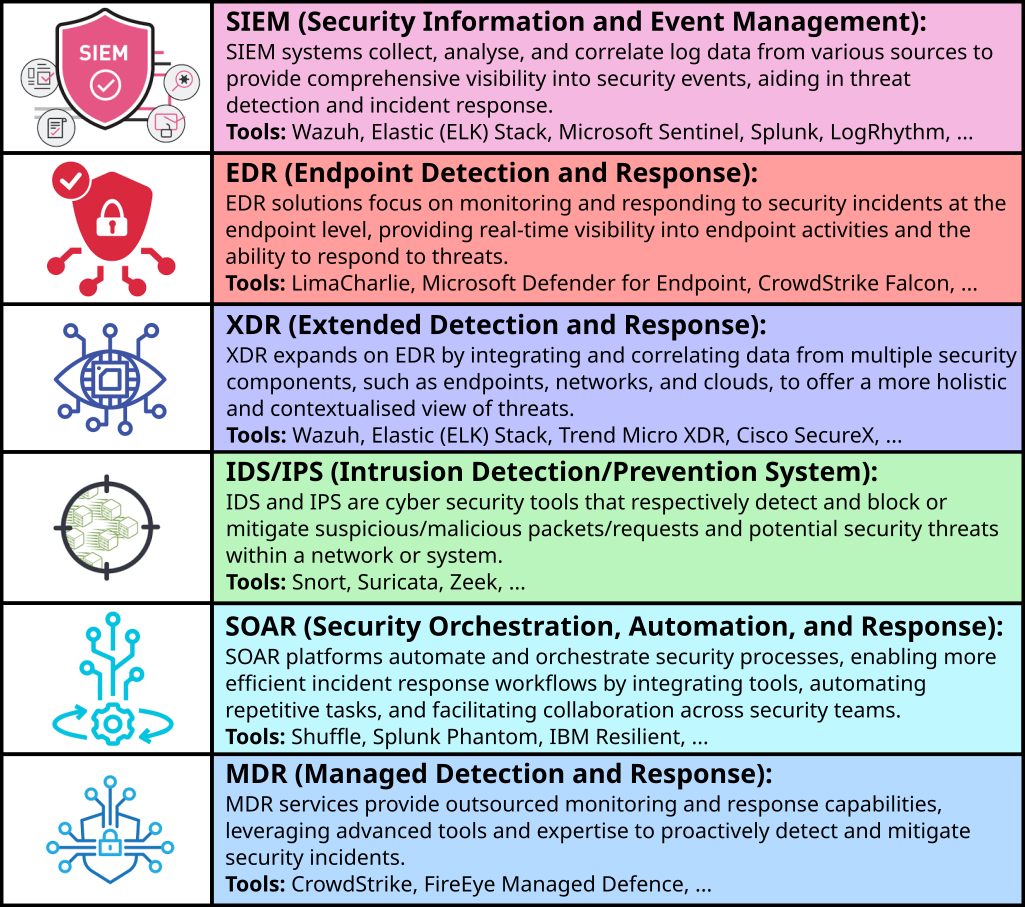 SIEM
SIEM (Security Information and Event Management):
SIEM systems collect, analyse, and correlate log data from various sources to
provide comprehensive visibility into security events, aiding in threat
detection and incident response.
Tools: Wazuh, Elastic (ELK) Stack, Microsoft Sentinel, Splunk, LogRhythm, ...
EDR (Endpoint Detection and Response):
EDR solutions focus on monitoring and responding to security incidents at the
endpoint level, providing real-time visibility into endpoint activities and the
ability to respond to threats.
Tools: LimaCharlie, Microsoft Defender for Endpoint, CrowdStrike Falcon, ...
XDR (Extended Detection and Response):
XDR expands on EDR by integrating and correlating data from multiple security
components, such as endpoints, networks, and clouds, to offer a more holistic
and contextualised view of threats.
Tools: Wazuh, Elastic (ELK) Stack, Trend Micro XDR, Cisco SecureX, ...
IDS/IPS (Intrusion Detection/Prevention System):
IDS and IPS are cyber security tools that respectively detect and block or
mitigate suspicious/malicious packets/requests and potential security threats
within a network or system.
Tools: Snort, Suricata, Zeek, ...
SOAR (Security Orchestration, Automation, and Response):
SOAR platforms automate and orchestrate security processes, enabling more
efficient incident response workflows by integrating tools, automating
repetitive tasks, and facilitating collaboration across security teams.
Tools: Shuffle, Splunk Phantom, IBM Resilient, ...
MDR (Managed Detection and Response):
MDR services provide outsourced monitoring and response capabilities,
leveraging advanced tools and expertise to proactively detect and mitigate
security incidents.
Tools: CrowdStrike, FireEye Managed Defence, ...